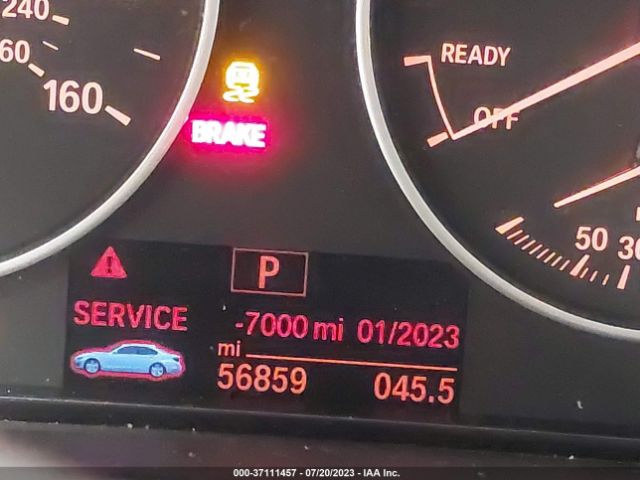 240
60
160
BRAKE
READY
OFF
50 30
P
SERVICE -7000 mi 01/2023
mi
56859 045.5
000-37111457 - 07/20/2023 - IAA Inc.